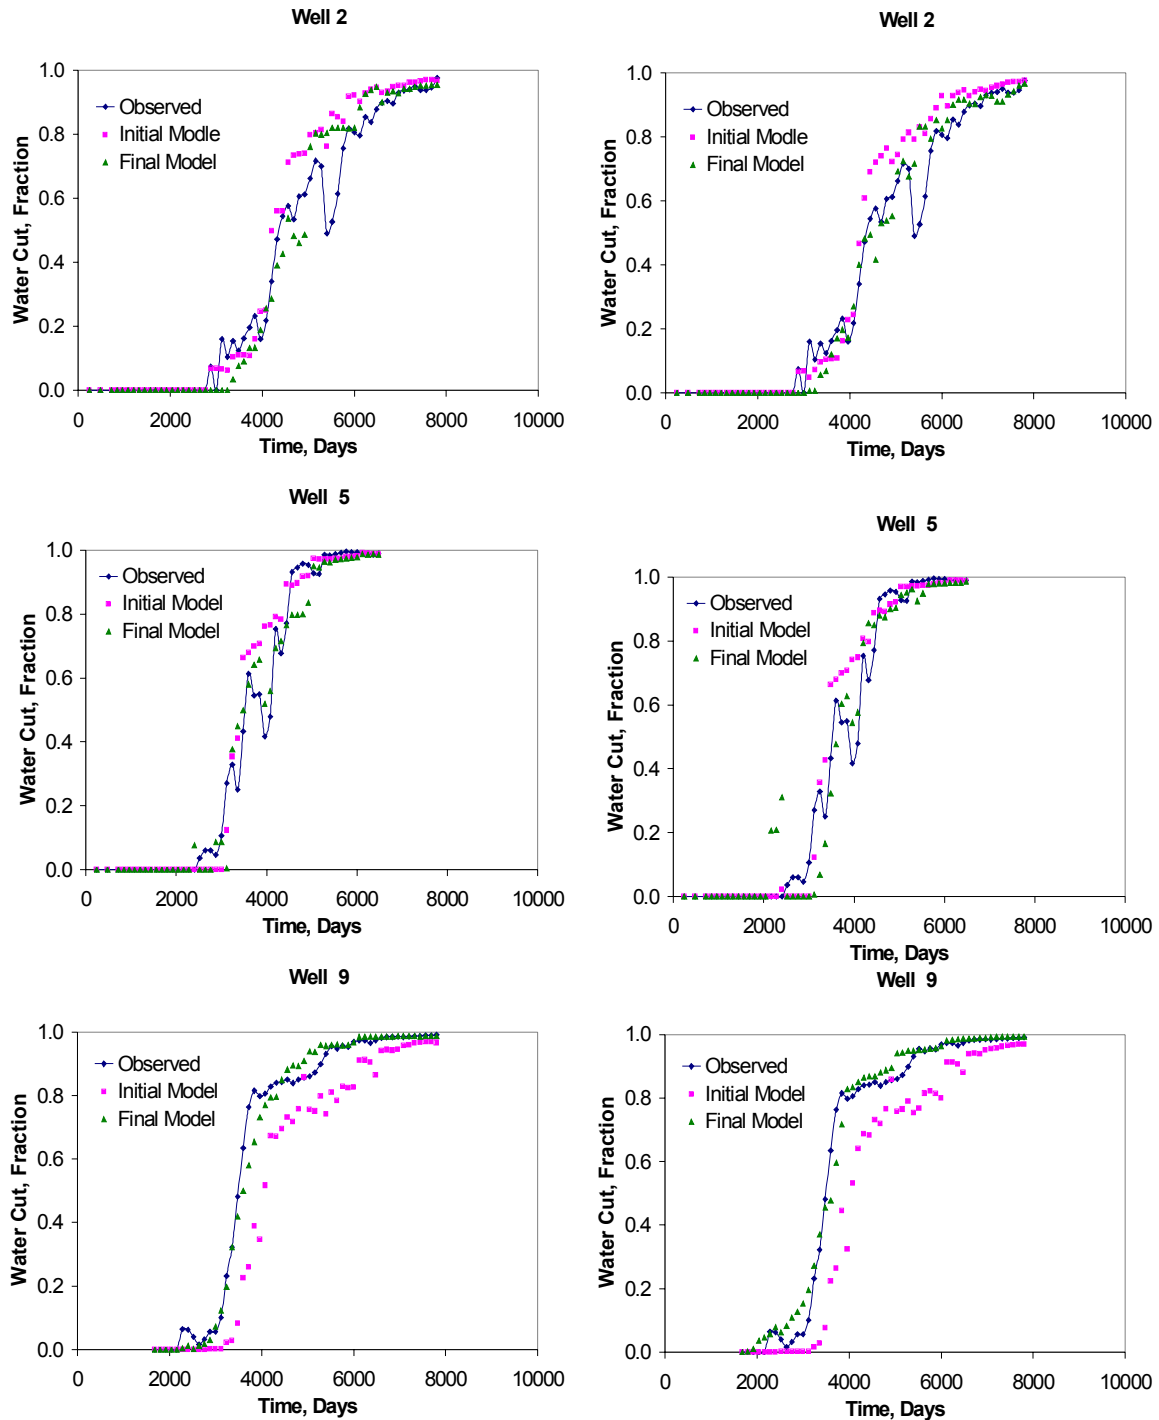 Well 2
1.0
0.8
0.6
0.4
0.2
0.0
Water Cut, Fraction
Observed
Initial Modle
Final Model
0 2000 4000 6000 8000 10000
Time, Days
Well 2
1.0
0.8
0.6
0.4
0.2
0.0
Water Cut, Fraction
Observed
Initial Modle
Final Model
0 2000 4000 6000 8000 10000
Time, Days
Well 5
1.0
0.8
0.6
0.4
0.2
0.0
Water Cut, Fraction
Observed
Initial Model
Final Model
0 2000 4000 6000 8000 10000
Time, Days
Well 5
1.0
0.8
0.6
0.4
0.2
0.0
Water Cut, Fraction
Observed
Initial Model
Final Model
0 2000 4000 6000 8000 10000
Time, Days
Well 9
1.0
0.8
0.6
0.4
0.2
0.0
Water Cut, Fraction
Observed
Initial Model
Final Model
0 2000 4000 6000 8000 10000
Time, Days
Well 9
1.0
0.8
0.6
0.4
0.2
0.0
Water Cut, Fraction
Observed
Initial Model
Final Model
0 2000 4000 6000 8000 10000
Time, Days